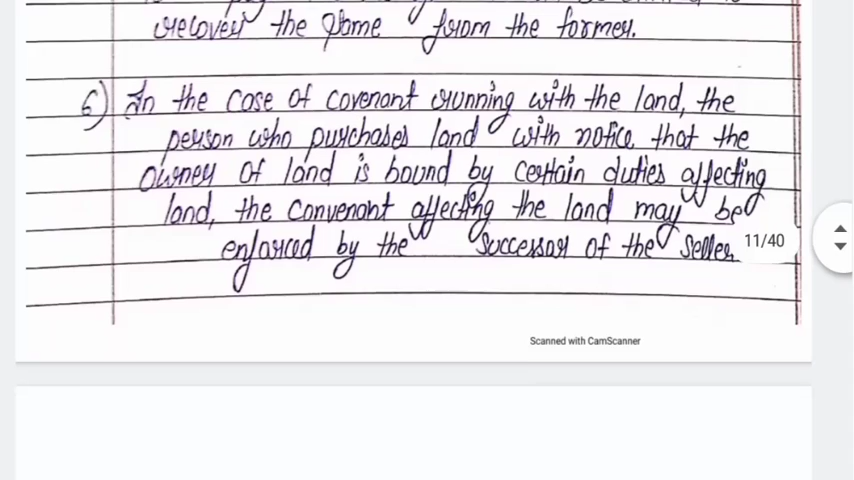 recover the same from the former.
6) In the case of covenant running with the land, the
person who purchases land with notice that the
owner of land is bound by certain duties affecting
land, the convenant affecting the land may be
enforced by the successor of the seller.
11/40
Scanned with CamScanner